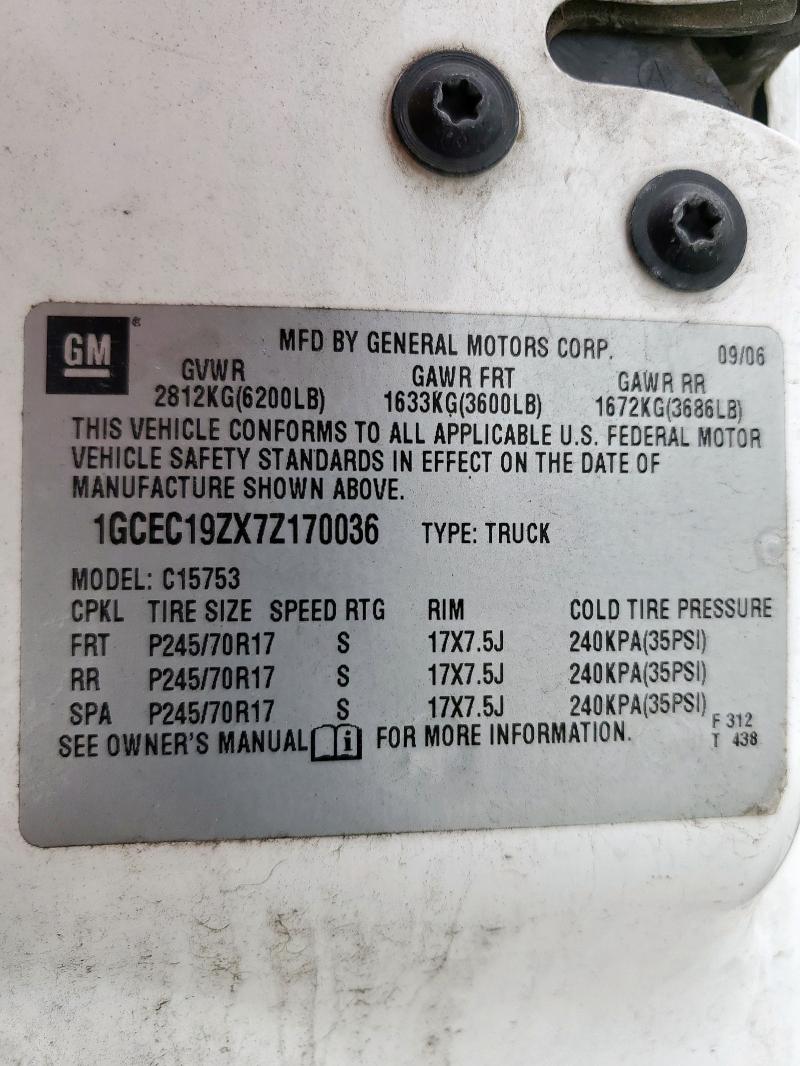 GM®
MFD BY GENERAL MOTORS CORP. 09/06
GVWR GAWR FRT GAWR RR
2812KG(6200LB) 1633KG(3600LB) 1672KG(3686LB)
THIS VEHICLE CONFORMS TO ALL APPLICABLE U.S. FEDERAL MOTOR
VEHICLE SAFETY STANDARDS IN EFFECT ON THE DATE OF
MANUFACTURE SHOWN ABOVE.
1GCEC19ZX7Z170036 TYPE: TRUCK
MODEL: C15753
CPKL TIRE SIZE SPEED RTG RIM COLD TIRE PRESSURE
FRT P245/70R17 S 17X7.5J 240KPA(35PSI)
RR P245/70R17 S 17X7.5J 240KPA(35PSI)
SPA P245/70R17 S 17X7.5J 240KPA(35PSI)
F 312
SEE OWNER'S MANUAL i FOR MORE INFORMATION. T 438